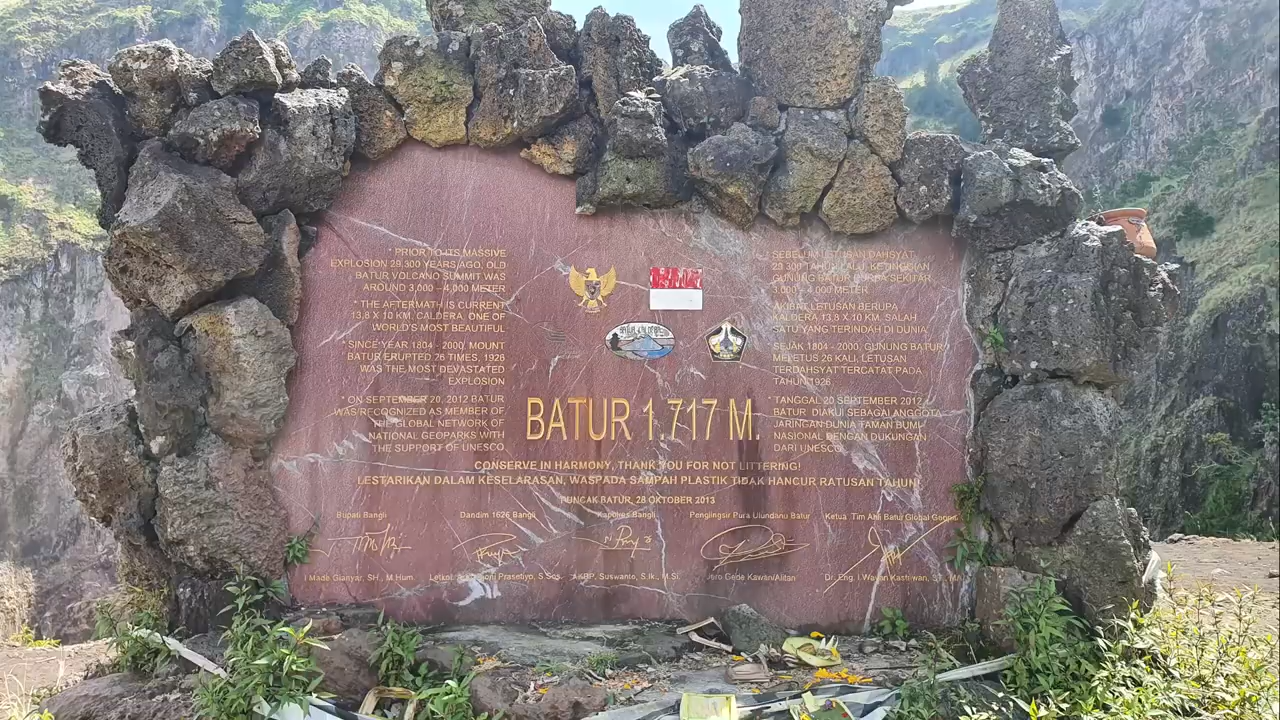 * PRIOR TO ITS MASSIVE
EXPLOSION 29,300 YEARS AGO, OLD
BATUR VOLCANO SUMMIT WAS
AROUND 3,000 - 4,000 METER
* THE AFTERMATH IS CURRENT
13,8 X 10 KM. CALDERA, ONE OF
WORLD'S MOST BEAUTIFUL
* SINCE YEAR 1804 - 2000, MOUNT
BATUR ERUPTED 26 TIMES, 1926
WAS THE MOST DEVASTATED
EXPLOSION
* ON SEPTEMBER 20, 2012 BATUR
WAS RECOGNIZED AS MEMBER OF
THE GLOBAL NETWORK OF
NATIONAL GEOPARKS WITH
THE SUPPORT OF UNESCO
SEBELUM LETUSAN DAHSYAT
29.300 TAHUN LALU KETINGGIAN
GUNUNG BATUR SEKITAR
3.000 - 4.000 METER
AKIBAT LETUSAN BERUPA
KALDERA 13,8 X 10 KM. SALAH
SATU YANG TERINDAH DI DUNIA
SEJAK 1804 - 2000, GUNUNG BATUR
MELETUS 26 KALI, LETUSAN
TERDAHSYAT TERCATAT PADA
TAHUN 1926
* TANGGAL 20 SEPTEMBER 2012
BATUR DIAKUI SEBAGAI ANGGOTA
JARINGAN DUNIA TAMAN BUMI
NASIONAL DENGAN DUKUNGAN
DARI UNESCO
BATUR 1.717 M.
CONSERVE IN HARMONY, THANK YOU FOR NOT LITTERING!
LESTARIKAN DALAM KESELARASAN, WASPADA SAMPAH PLASTIK TIDAK HANCUR RATUSAN TAHUN!
PUNCAK BATUR, 28 OKTOBER 2013
Bupati Bangli
Dandim 1626 Bangli
Kapolres Bangli
Penglingsir Pura Ulundanu Batur
Ketua Tim Ahli Batur Global
I Made Gianyar, SH., M.Hum
Letkol. Prasetiyo, S.Sos.
AKBP. Suswanto, S.Ik., M.Si.
Jero Gede Kawan/Alitan
Dr. Eng. I Wayan Kastriwan, ST., MA